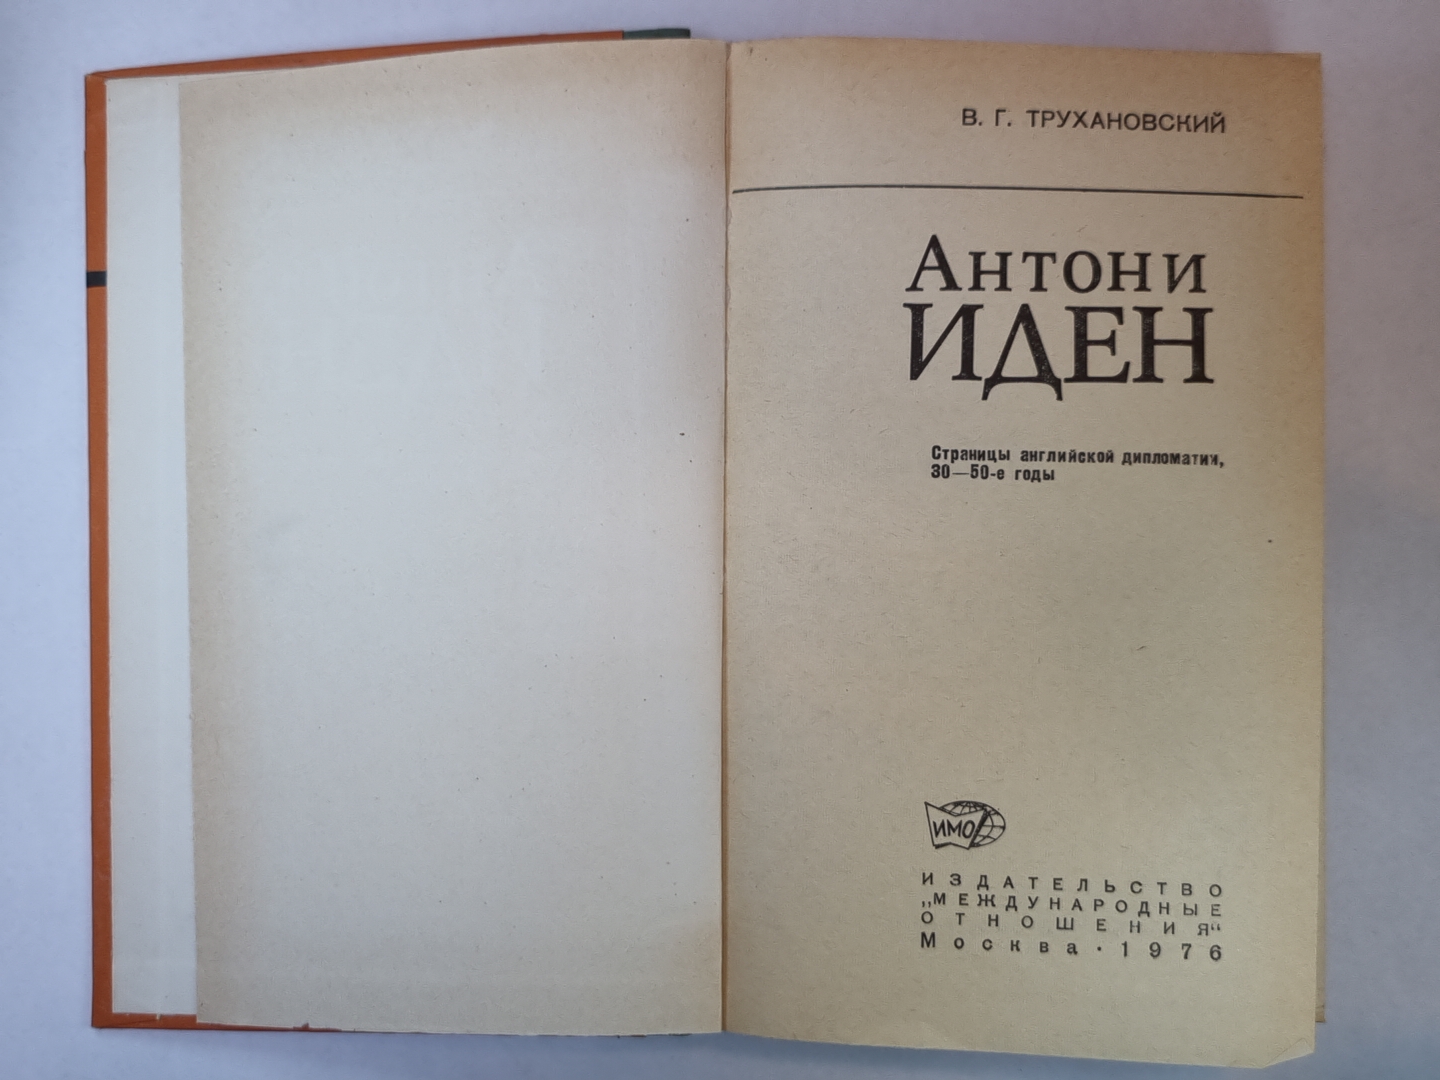 В. Г. ТРУХАНОВСКИЙ
Антони
ИДЕН
Страницы английской дипломатии,
30—50-е годы
ИМО
ИЗДАТЕЛЬСТВО
„МЕЖДУНАРОДНЫЕ
ОТНОШЕНИЯ“
Москва · 1976